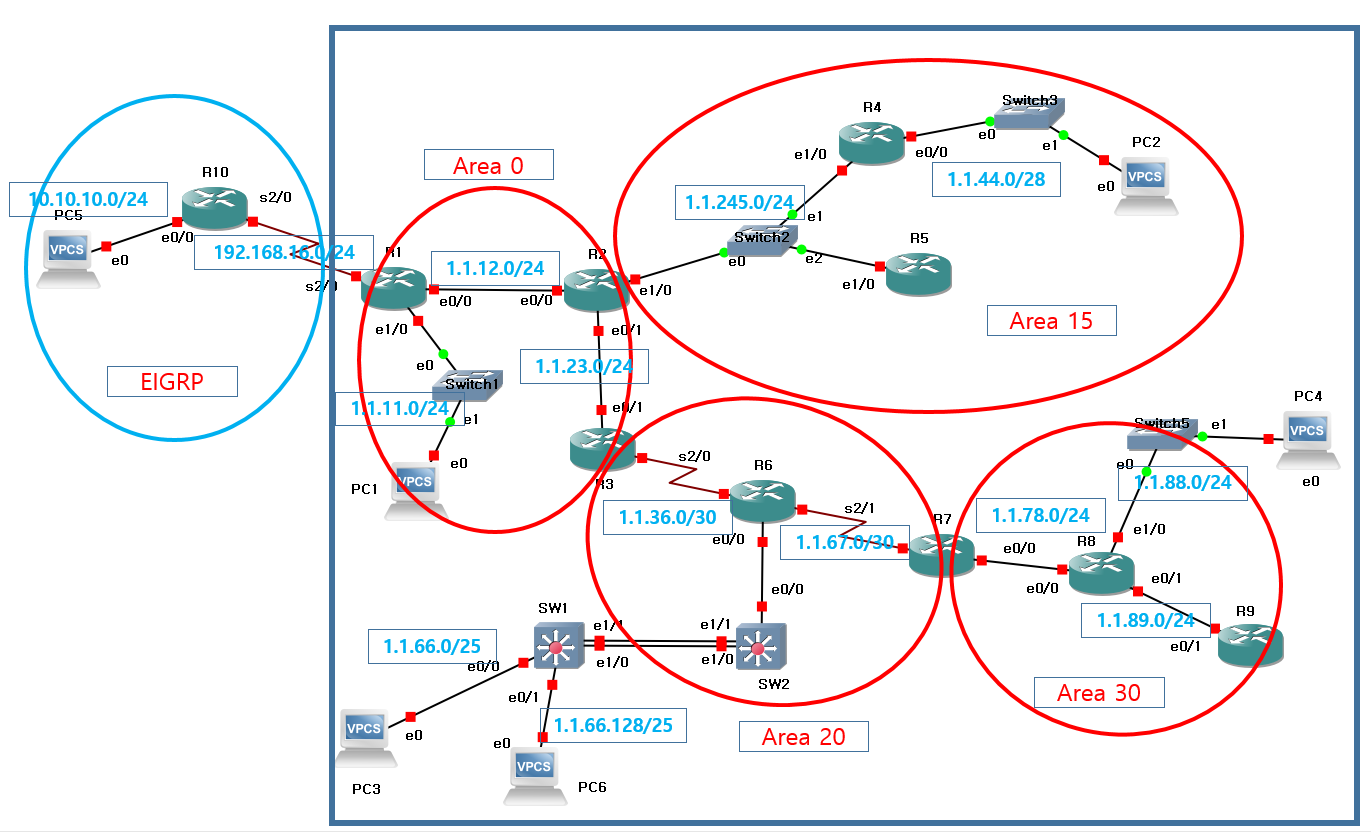 Switch3
R4
e0
PC2
e1/0
e0/0
e1
VPCS
e0
1.1.44.0/28
Area 0
Area 15
R10
s2/0
10.10.10.0/24
PC5
e0/0
VPCS
e0
192.168.16.0/24
s2/0
EIGRP
R1
1.1.12.0/24
e0/0
e0/0
R2
e1/0
e1/0
e0
Switch1
1.1.11.0/24
e1
e0
PC1
VPCS
e0/1
1.1.23.0/24
e0/1
R3
1.1.245.0/24
e1
Switch2
e0
e2
R5
e1/0
s2/0
R6
1.1.36.0/30
e0/0
s2/1
1.1.67.0/30
R7
e0/0
SW1
e1/1
e1/0
e1/1
e1/0
SW2
1.1.66.0/25
e0/0
e0/1
VPCS
e0
PC3
1.1.66.128/25
e0
VPCS
PC6
Area 20
PC4
Switch5
e1
VPCS
e0
e0
1.1.88.0/24
1.1.78.0/24
e0/0
R8
e1/0
e0/0
e0/1
1.1.89.0/24
R9
e0/1
Area 30